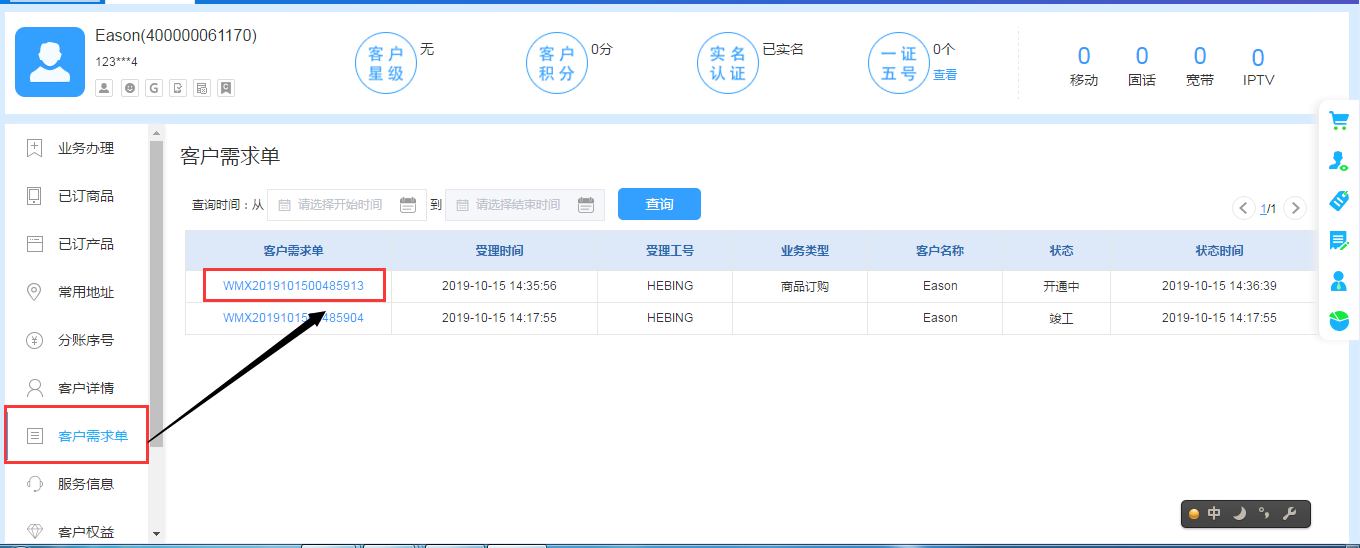 Eason(400000061170)
123***4
客户星级 无
客户积分 0分
实名认证 已实名
一证五号 0个
查看
0 移动
0 固话
0 宽带
0 IPTV
业务办理
已订商品
已订产品
常用地址
分账序号
客户详情
客户需求单
服务信息
客户权益
客户需求单
查询时间：从 请选择开始时间 到 请选择结束时间 查询
1/1
客户需求单 受理时间 受理工号 业务类型 客户名称 状态 状态时间
WMX2019101500485913 2019-10-15 14:35:56 HEBING 商品订购 Eason 开通中 2019-10-15 14:36:39
2019-10-15 14:17:55 HEBING Eason 竣工 2019-10-15 14:17:55
中